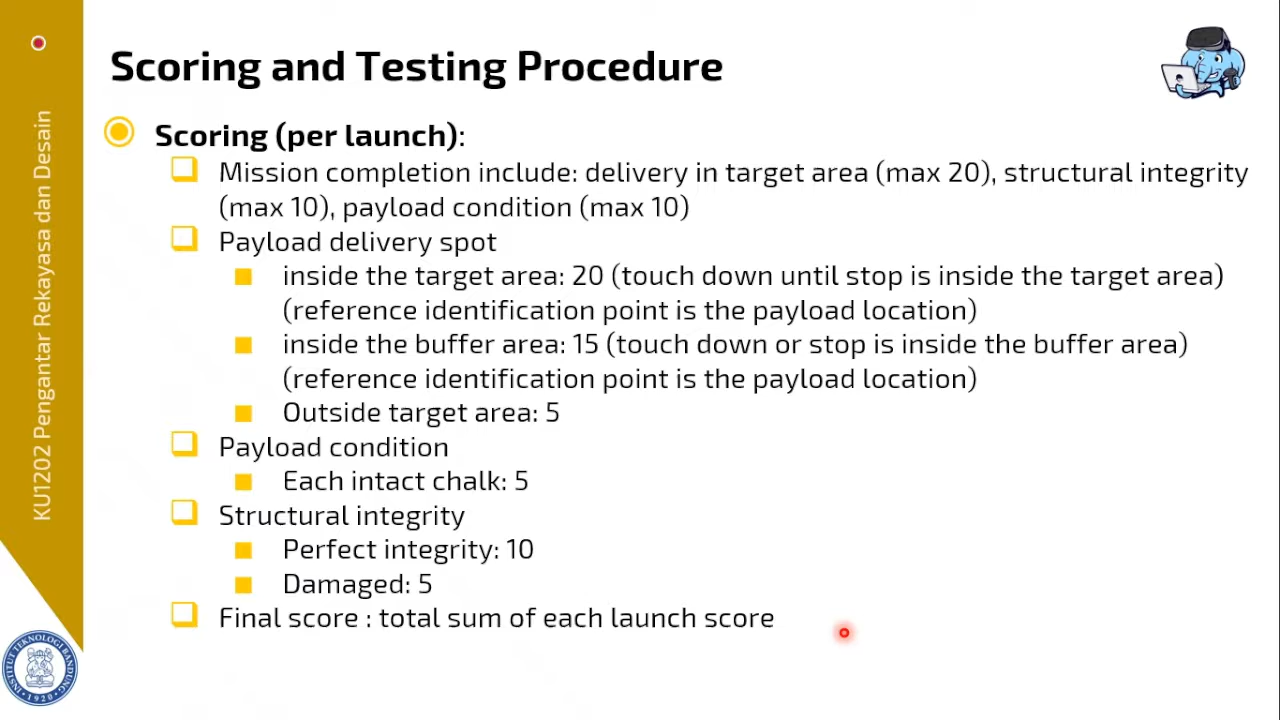 Scoring and Testing Procedure
Scoring (per launch):
Mission completion include: delivery in target area (max 20), structural integrity
(max 10), payload condition (max 10)
Payload delivery spot
inside the target area: 20 (touch down until stop is inside the target area)
(reference identification point is the payload location)
inside the buffer area: 15 (touch down or stop is inside the buffer area)
(reference identification point is the payload location)
Outside target area: 5
Payload condition
Each intact chalk: 5
Structural integrity
Perfect integrity: 10
Damaged: 5
Final score : total sum of each launch score
KU1202 Pengantar Rekayasa dan Desain
INSTITUT TEKNOLOGI BANDUNG
1920